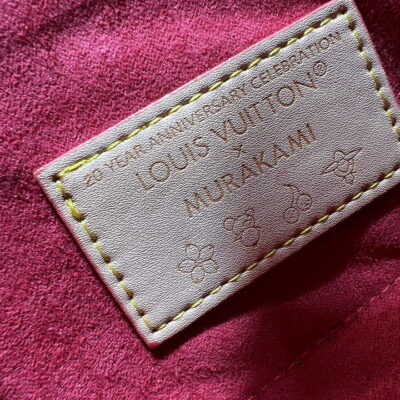 20 YEAR ANNIVERSARY CELEBRATION
LOUIS VUITTON®
×
MURAKAMI